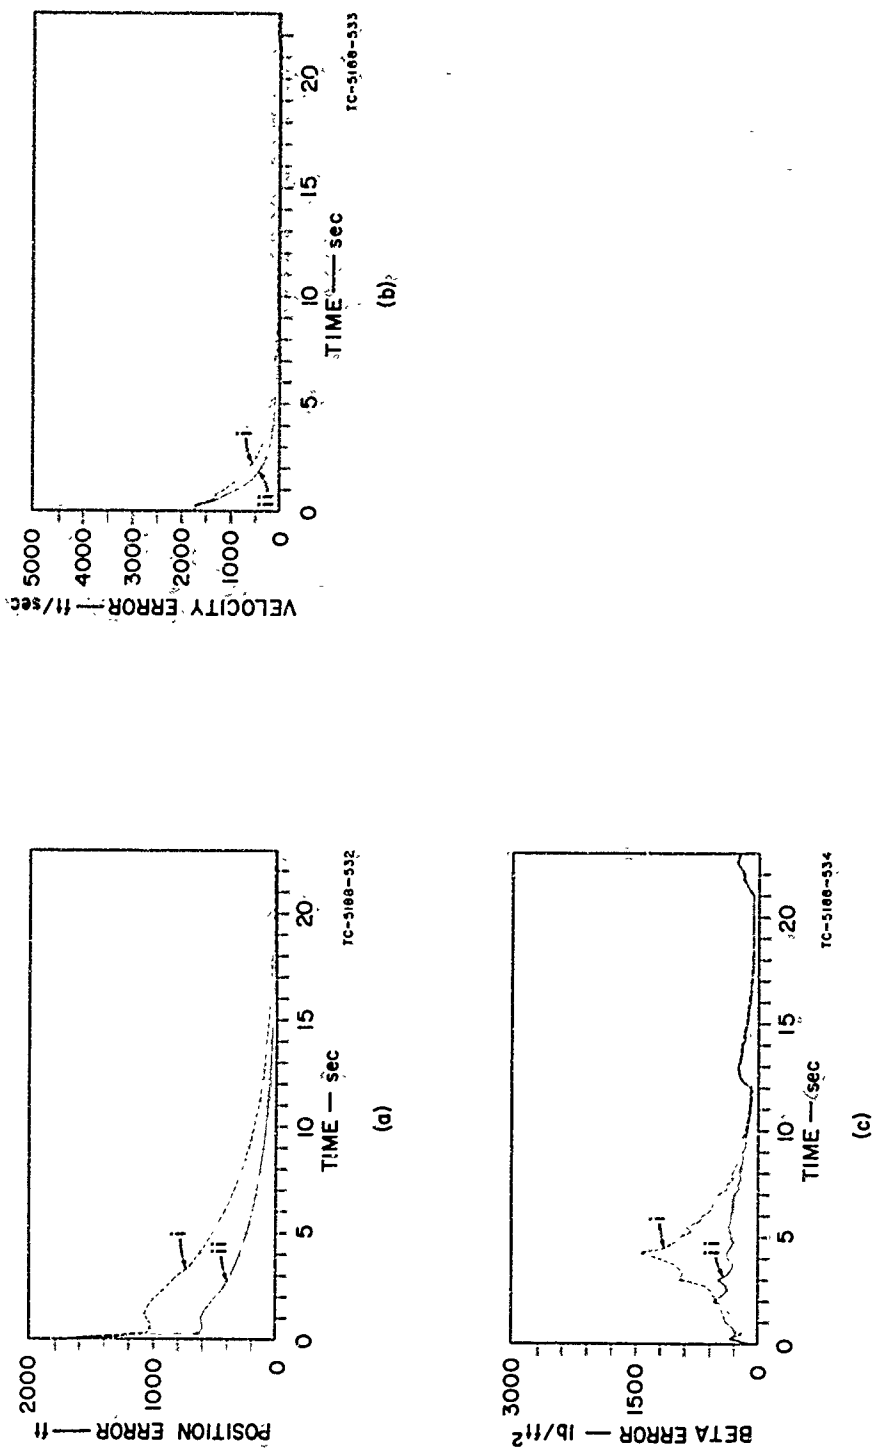 POSITION ERROR — ft
2000
1000
0
0 5 10 15 20
TIME — sec
i
ii
TC-5188-532
(a)
VELOCITY ERROR — ft/sec
5000
4000
3000
2000
1000
0
0 5 10 15 20
TIME — sec
i
ii
TC-5188-533
(b)
BETA ERROR — lb/ft²
3000
1500
0
0 5 10 15 20
TIME — sec
i
ii
TC-5188-534
(c)